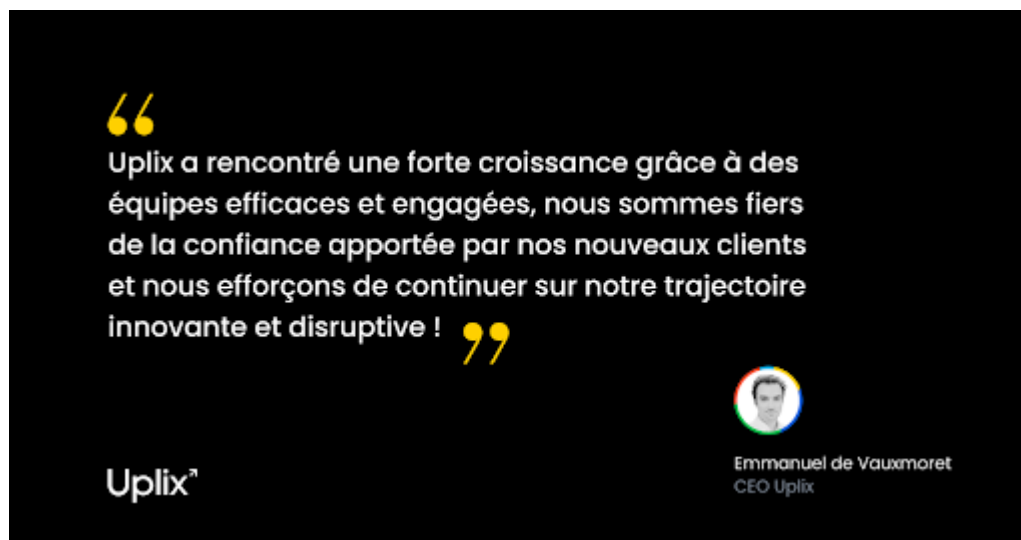 “
Uplix a rencontré une forte croissance grâce à des
équipes efficaces et engagées, nous sommes fiers
de la confiance apportée par nos nouveaux clients
et nous efforçons de continuer sur notre trajectoire
innovante et disruptive ! ”
Emmanuel de Vauxmoret
CEO Uplix
Uplix